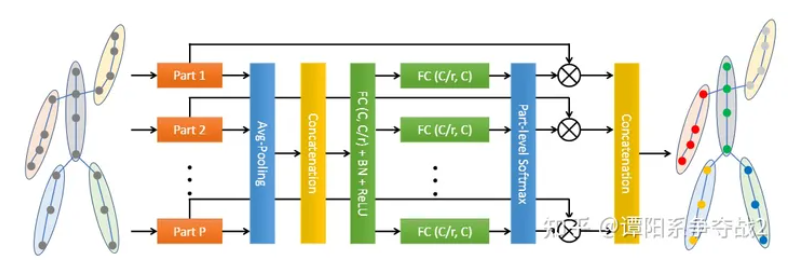 Part 1
Part 2
Part P
Avg-Pooling
Concatenation
FC (C, C/r) + BN + ReLU
FC (C/r, C)
FC (C/r, C)
FC (C/r, C)
Part-level Softmax
Concatenation
知乎 @谭阳系争夺战2